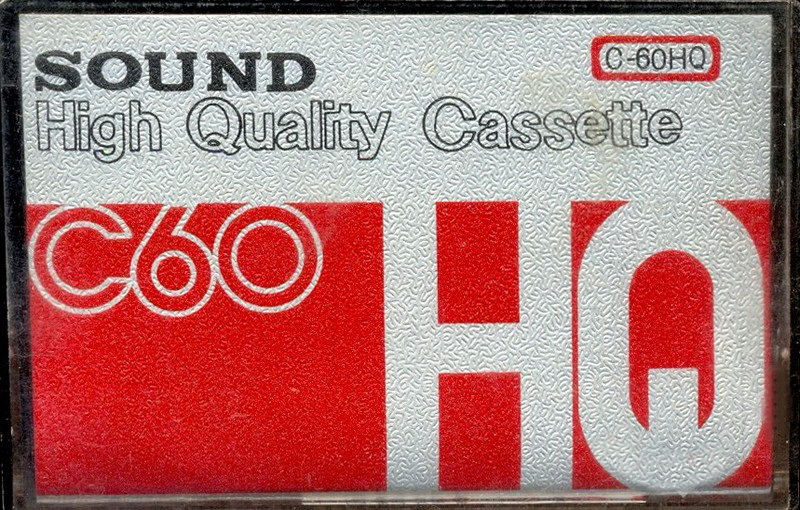 SOUND
C-60HQ
High Quality Cassette
C60
HQ